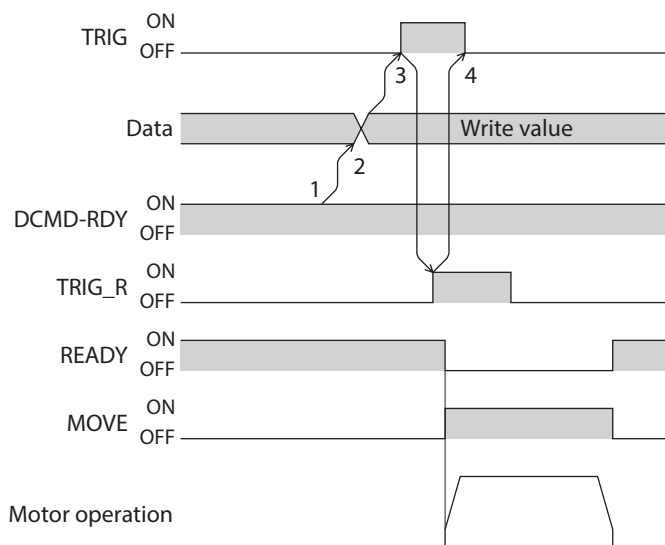 ON
TRIG
OFF
3
4
Data
Write value
2
1
ON
DCMD-RDY
OFF
ON
TRIG_R
OFF
ON
READY
OFF
ON
MOVE
OFF
Motor operation